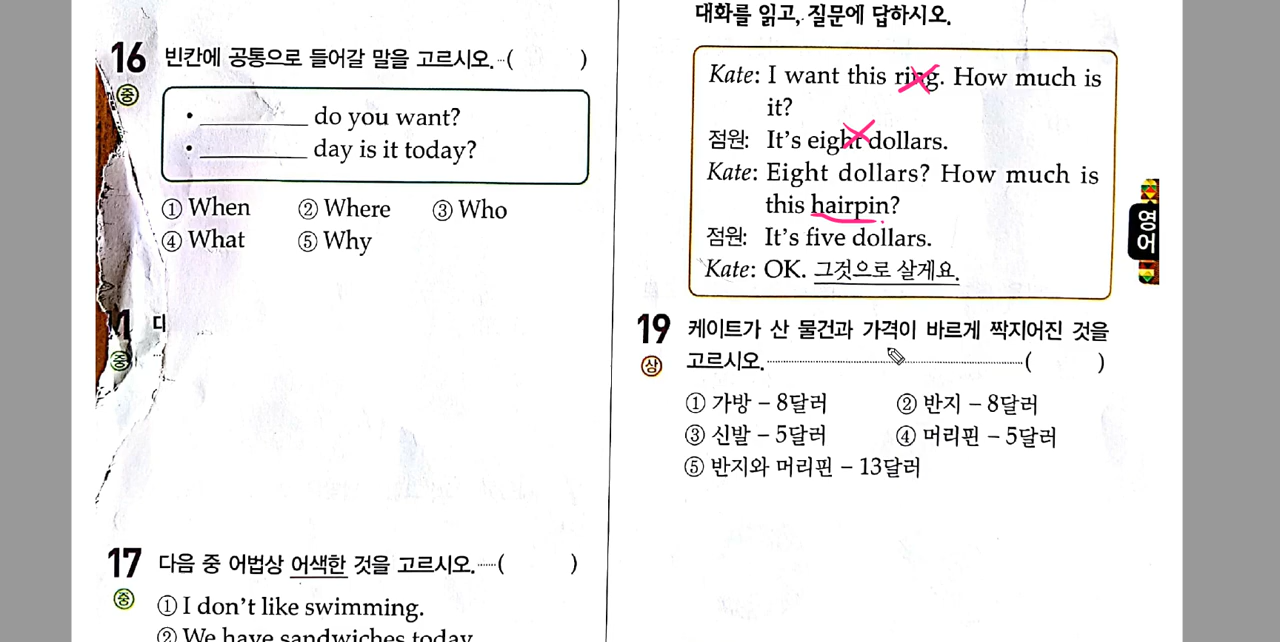 16 빈칸에 공통으로 들어갈 말을 고르시오. ( )
중
• ________ do you want?
• ________ day is it today?
① When ② Where ③ Who
④ What ⑤ Why
디
중
17 다음 중 어법상 어색한 것을 고르시오. ( )
중
① I don't like swimming.
② We have sandwiches today.
대화를 읽고, 질문에 답하시오.
Kate: I want this ring. How much is
it?
점원: It's eight dollars.
Kate: Eight dollars? How much is
this hairpin?
점원: It's five dollars.
Kate: OK. 그것으로 살게요.
19 케이트가 산 물건과 가격이 바르게 짝지어진 것을
상 고르시오. ( )
① 가방 – 8달러 ② 반지 – 8달러
③ 신발 – 5달러 ④ 머리핀 – 5달러
⑤ 반지와 머리핀 – 13달러
영어